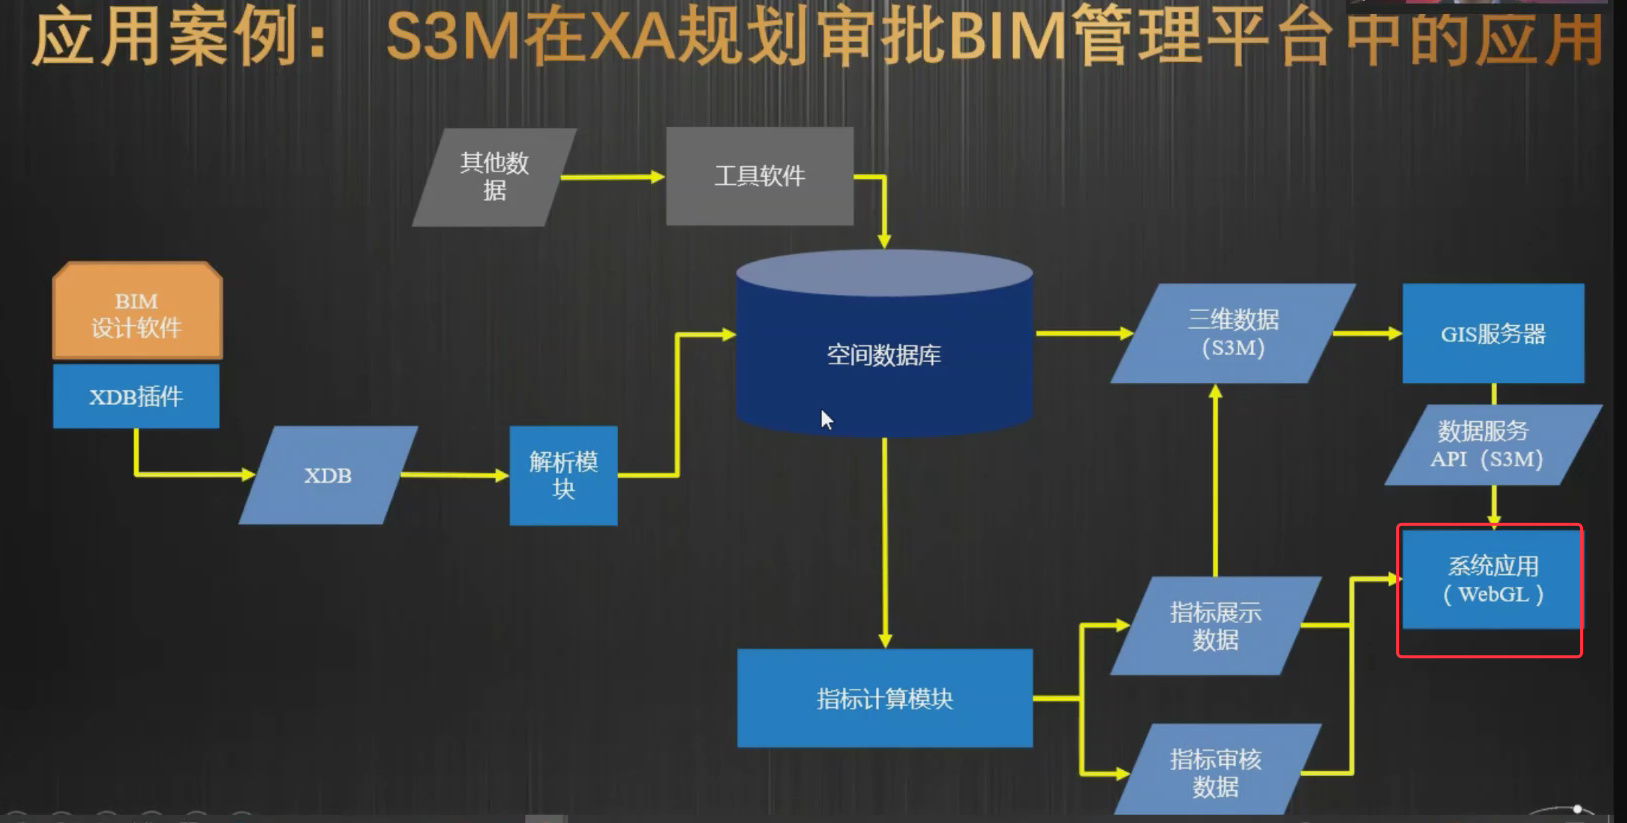 应用案例： S3M在XA规划审批BIM管理平台中的应用
其他数
据
工具软件
BIM
设计软件
XDB插件
XDB
解析模
块
空间数据库
三维数据
（S3M）
GIS服务器
数据服务
API（S3M）
系统应用
（ WebGL ）
指标展示
数据
指标计算模块
指标审核
数据